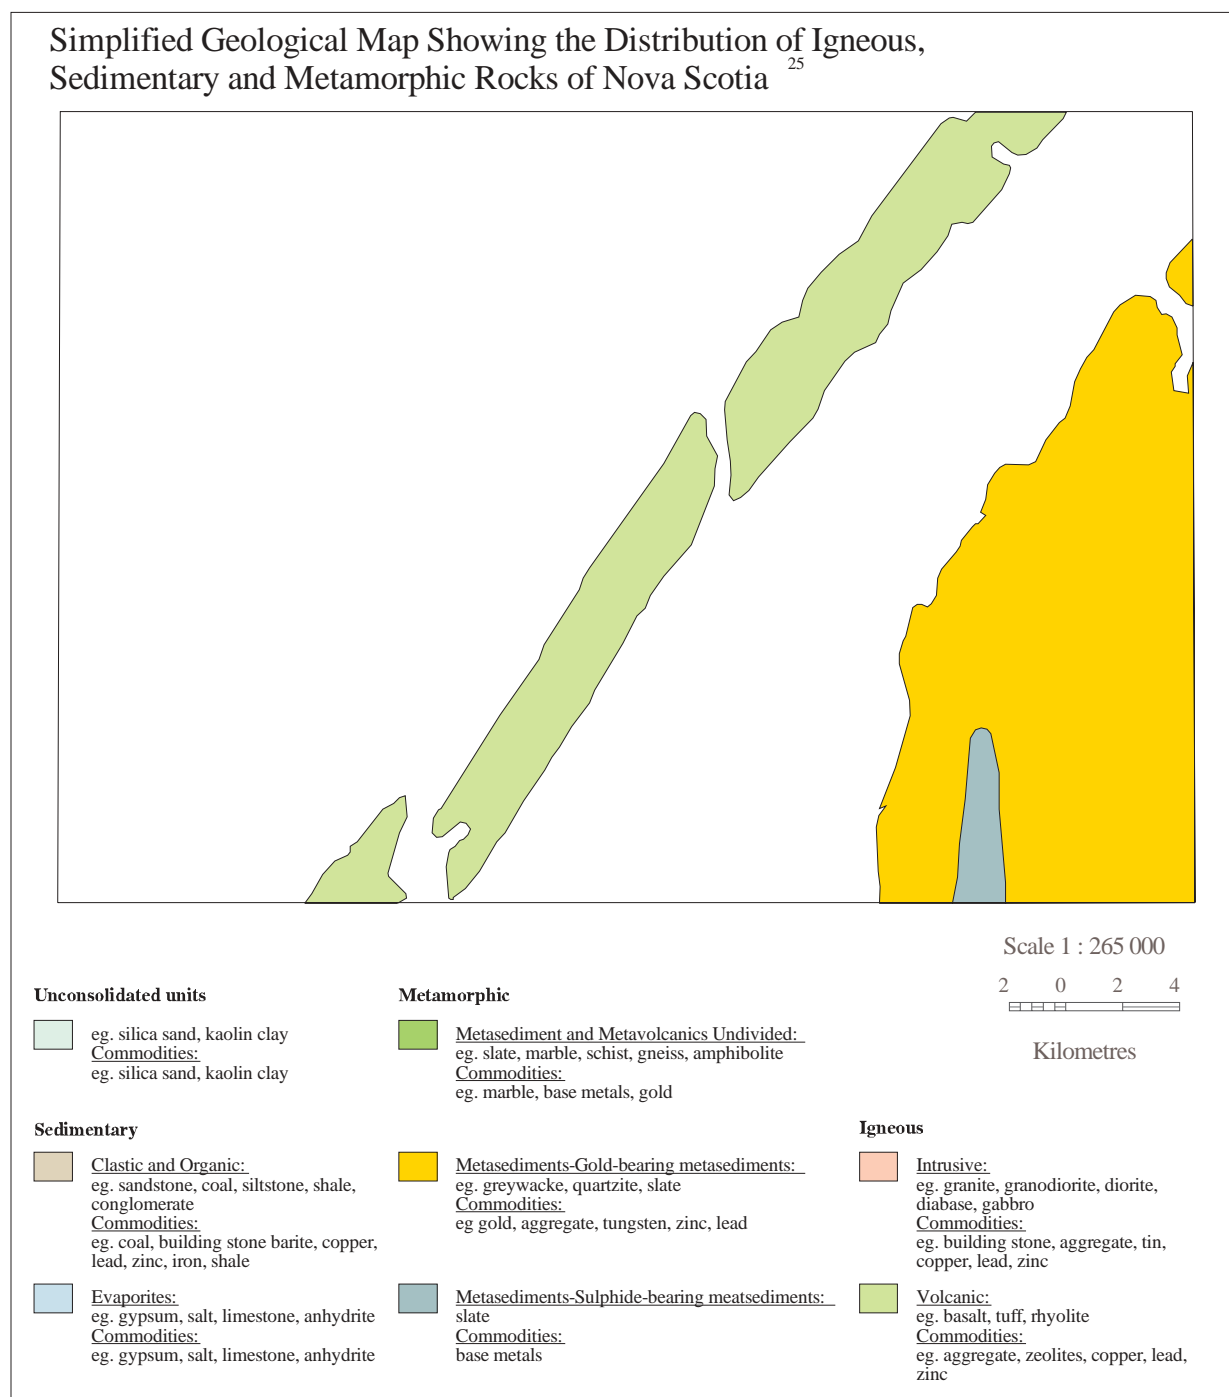 Simplified Geological Map Showing the Distribution of Igneous,
Sedimentary and Metamorphic Rocks of Nova Scotia 25
Scale 1 : 265 000
2 0 2 4
Kilometres
Unconsolidated units
eg. silica sand, kaolin clay
Commodities:
eg. silica sand, kaolin clay
Metamorphic
Metasediment and Metavolcanics Undivided:
eg. slate, marble, schist, gneiss, amphibolite
Commodities:
eg. marble, base metals, gold
Sedimentary
Clastic and Organic:
eg. sandstone, coal, siltstone, shale,
conglomerate
Commodities:
eg. coal, building stone barite, copper,
lead, zinc, iron, shale
Metasediments-Gold-bearing metasediments:
eg. greywacke, quartzite, slate
Commodities:
eg gold, aggregate, tungsten, zinc, lead
Igneous
Intrusive:
eg. granite, granodiorite, diorite,
diabase, gabbro
Commodities:
eg. building stone, aggregate, tin,
copper, lead, zinc
Evaporites:
eg. gypsum, salt, limestone, anhydrite
Commodities:
eg. gypsum, salt, limestone, anhydrite
Metasediments-Sulphide-bearing meatsediments:
slate
Commodities:
base metals
Volcanic:
eg. basalt, tuff, rhyolite
Commodities:
eg. aggregate, zeolites, copper, lead,
zinc